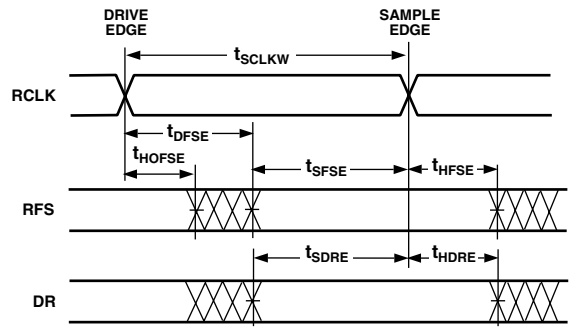 DRIVE
EDGE
SAMPLE
EDGE
tSCLKW
RCLK
tDFSE
tHOFSE
tSFSE
tHFSE
RFS
tSDRE
tHDRE
DR